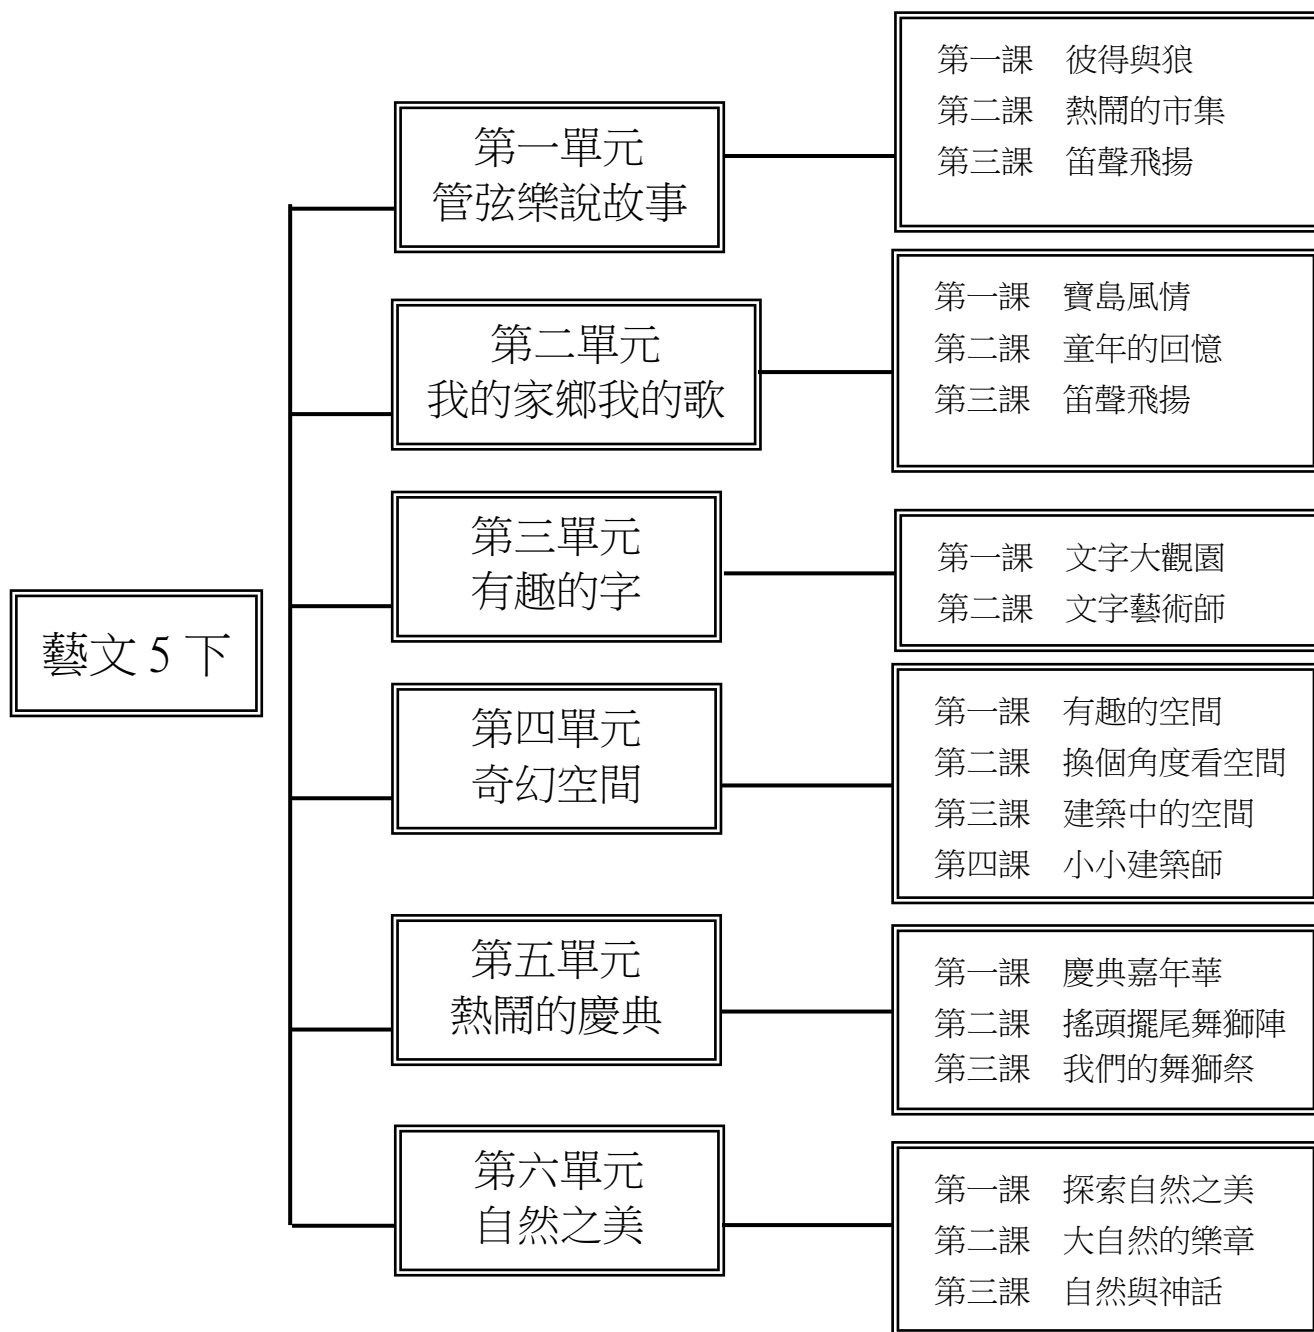 藝文 5 下
第一單元
管弦樂說故事
第一課 彼得與狼
第二課 熱鬧的市集
第三課 笛聲飛揚
第二單元
我的家鄉我的歌
第一課 寶島風情
第二課 童年的回憶
第三課 笛聲飛揚
第三單元
有趣的字
第一課 文字大觀園
第二課 文字藝術師
第四單元
奇幻空間
第一課 有趣的空間
第二課 換個角度看空間
第三課 建築中的空間
第四課 小小建築師
第五單元
熱鬧的慶典
第一課 慶典嘉年華
第二課 搖頭擺尾舞獅陣
第三課 我們的舞獅祭
第六單元
自然之美
第一課 探索自然之美
第二課 大自然的樂章
第三課 自然與神話